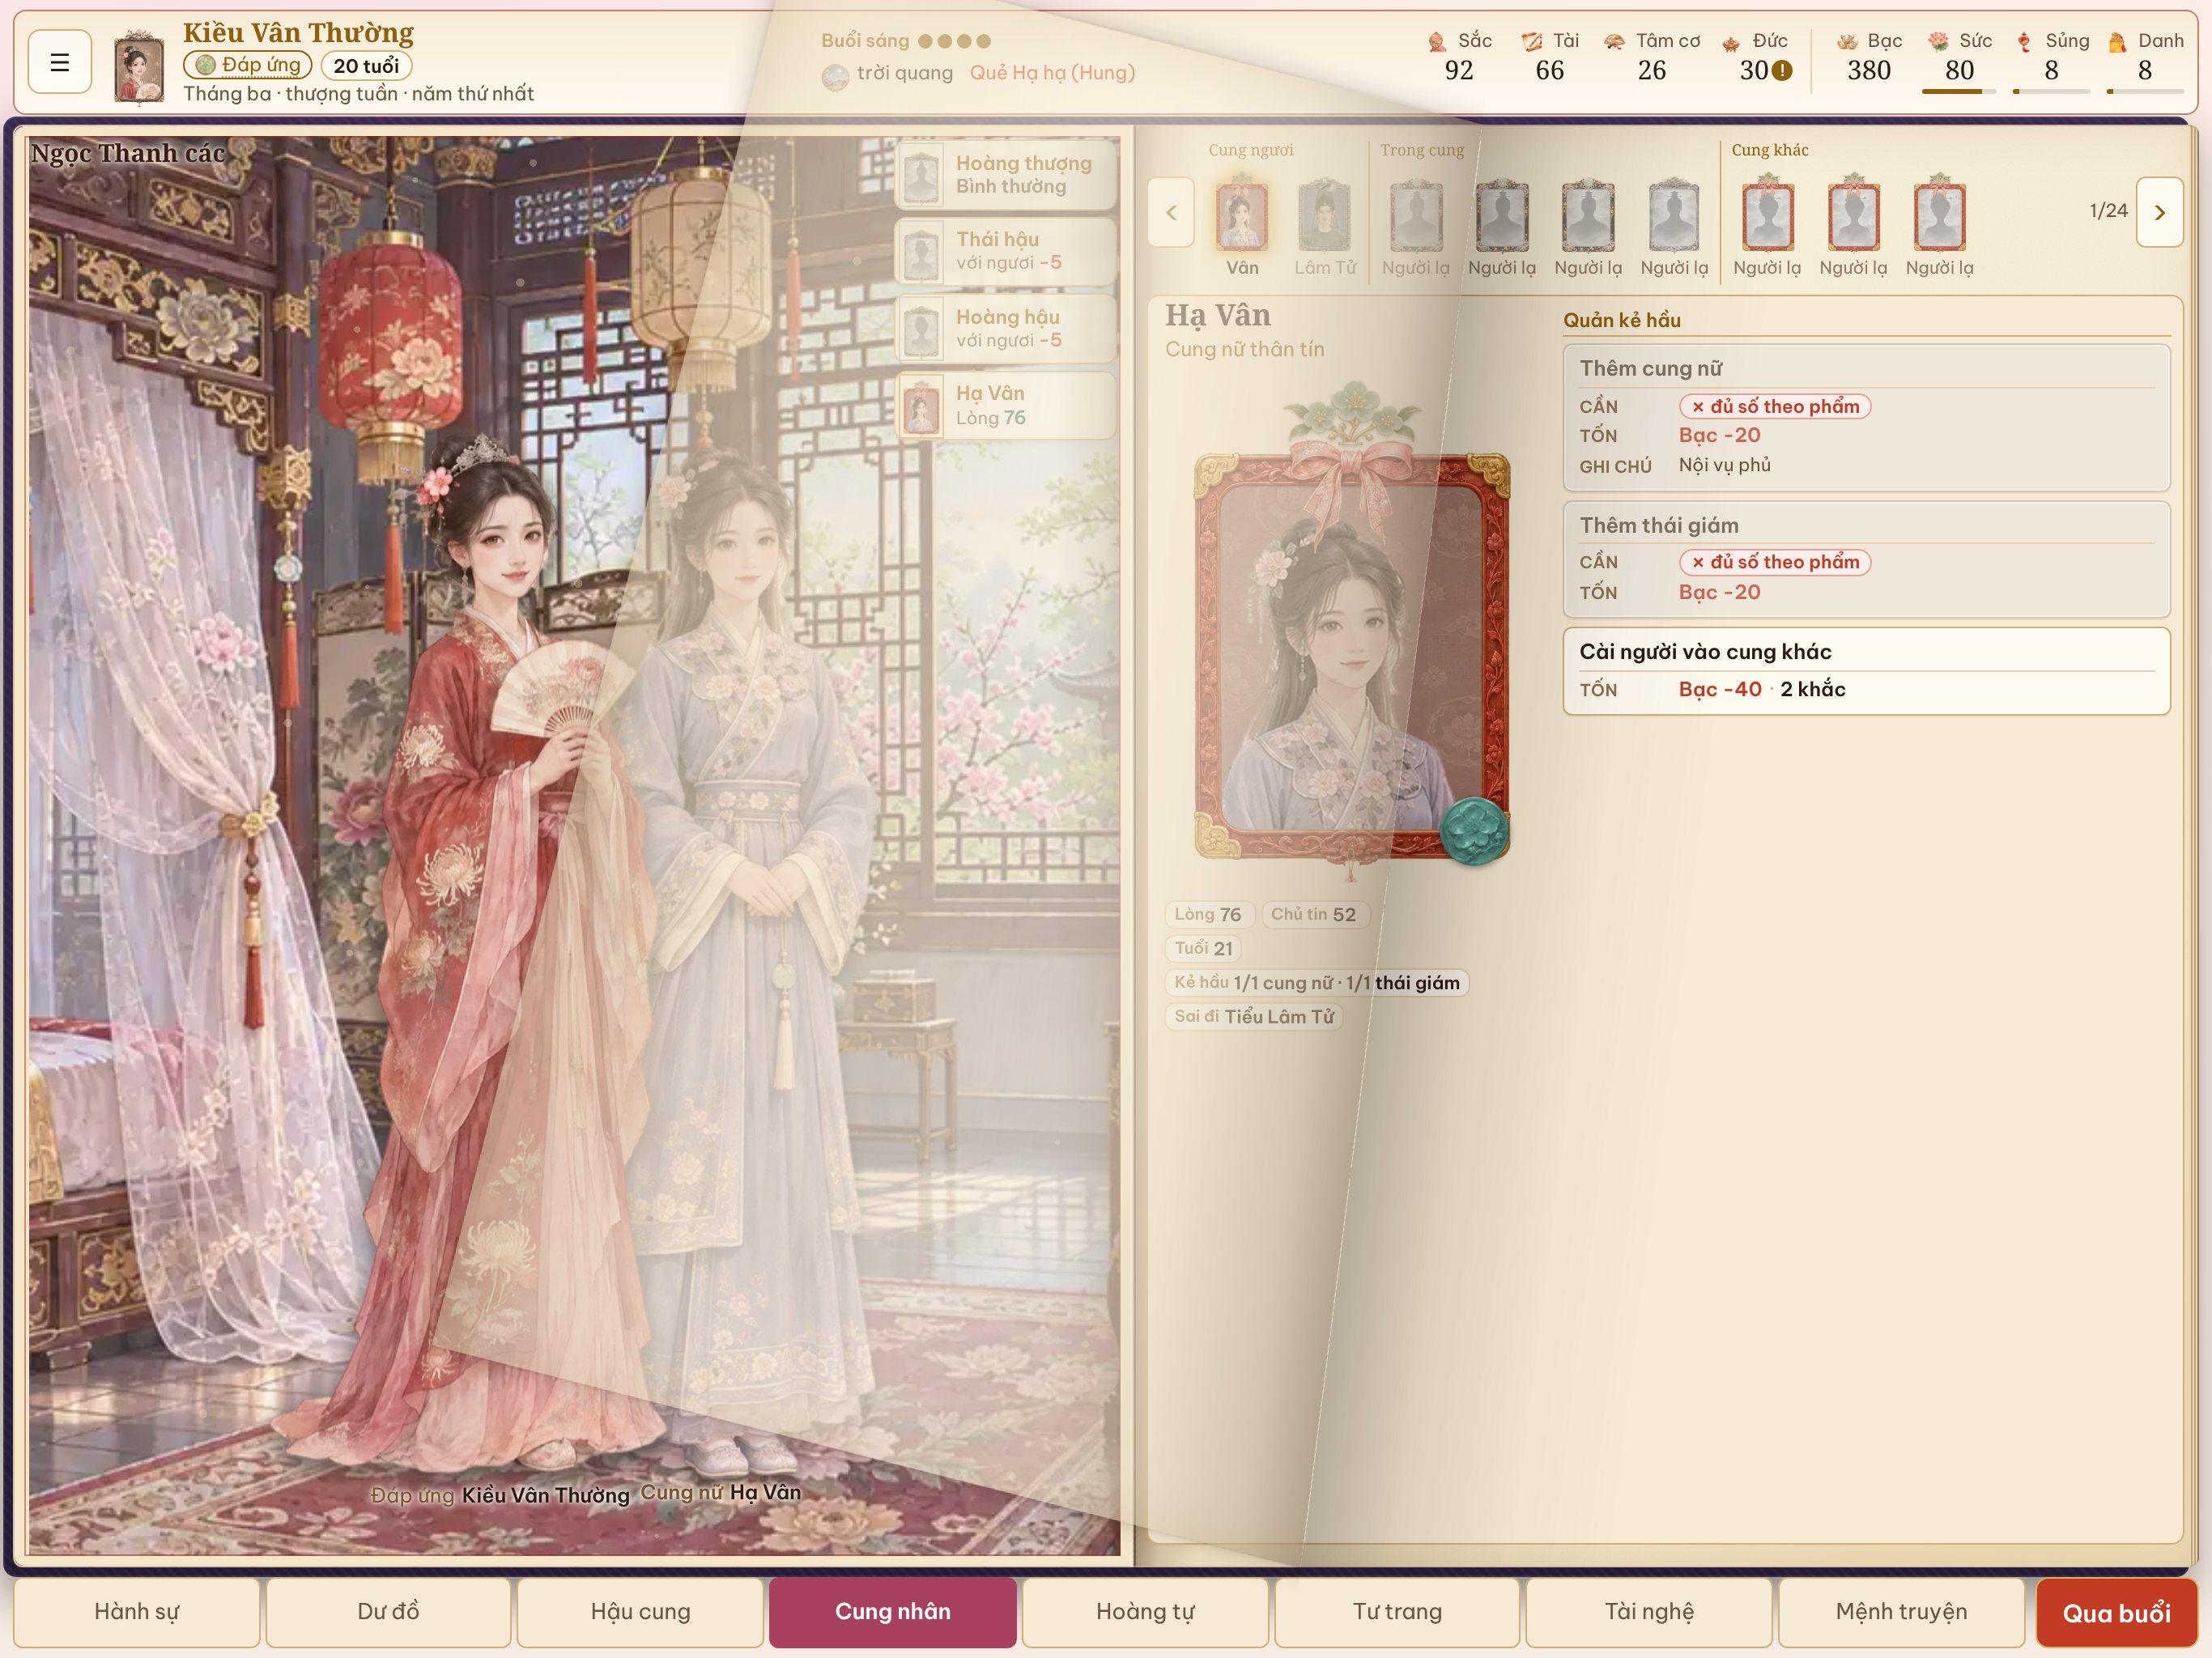 ☰
Kiều Vân Thường
Đáp ứng 20 tuổi
Tháng ba · thượng tuần · năm thứ nhất
Buổi sáng
trời quang Quẻ Hạ hạ (Hung)
Sắc Tài Tâm cơ Đức Bạc Sức Sủng Danh
92 66 26 30 ! 380 80 8 8
Ngọc Thanh các
Hoàng thượng
Bình thường
Thái hậu
với ngươi -5
Hoàng hậu
với ngươi -5
Hạ Vân
Lòng 76
Đáp ứng Kiều Vân Thường Cung nữ Hạ Vân
Cung ngươi Trong cung Cung khác
< 1/24 >
Vân Lâm Tử Người lạ Người lạ Người lạ Người lạ Người lạ Người lạ Người lạ
Hạ Vân
Cung nữ thân tín
Lòng 76 Chủ tin 52
Tuổi 21
Kẻ hầu 1/1 cung nữ · 1/1 thái giám
Sai đi Tiểu Lâm Tử
Quản kẻ hầu
Thêm cung nữ
CẦN × đủ số theo phẩm
TỐN Bạc -20
GHI CHÚ Nội vụ phủ
Thêm thái giám
CẦN × đủ số theo phẩm
TỐN Bạc -20
Cài người vào cung khác
TỐN Bạc -40 · 2 khắc
Hành sự Dư đồ Hậu cung Cung nhân Hoàng tự Tư trang Tài nghệ Mệnh truyện Qua buổi